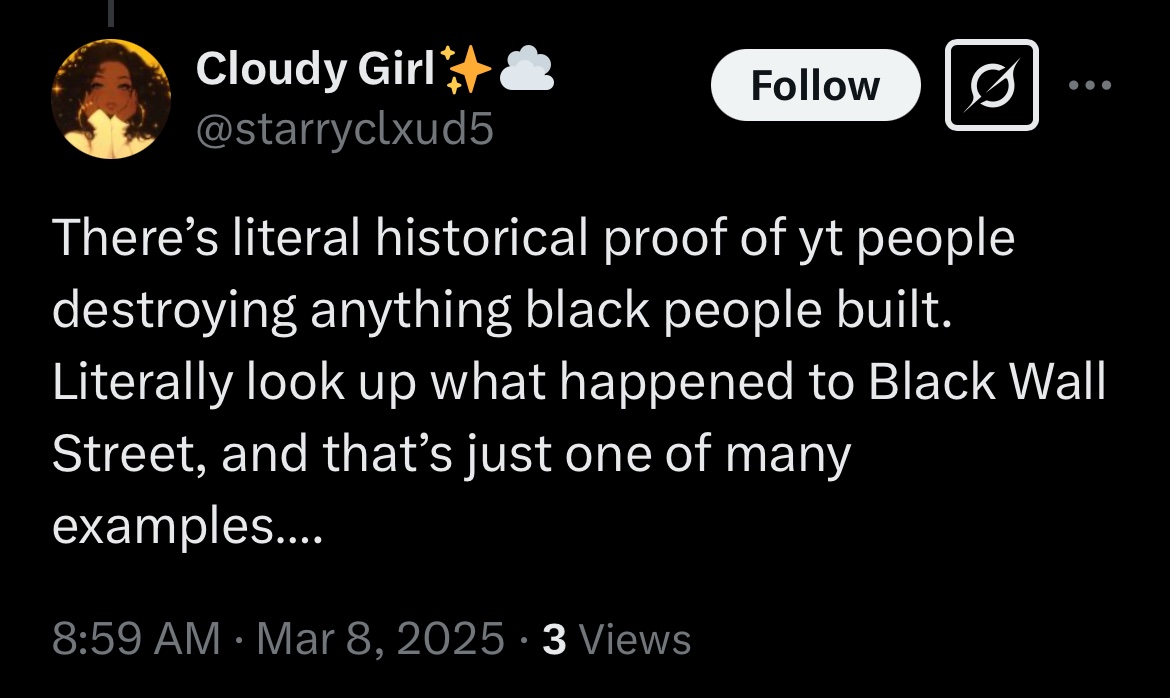 Cloudy Girl✨☁️
@starryclxud5
Follow
There’s literal historical proof of yt people
destroying anything black people built.
Literally look up what happened to Black Wall
Street, and that’s just one of many
examples....
8:59 AM · Mar 8, 2025 · 3 Views